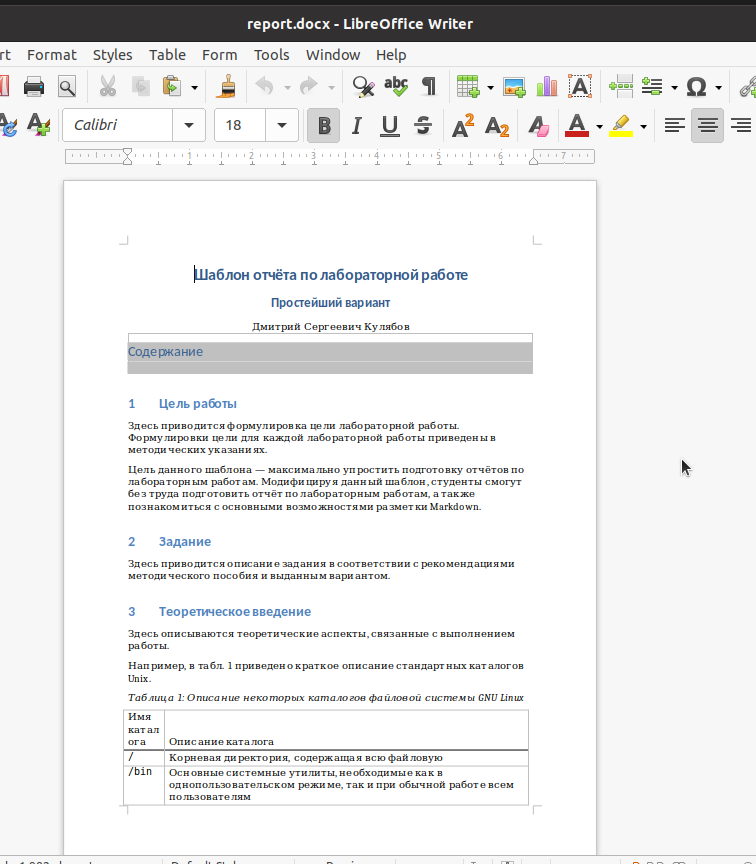 report.docx - LibreOffice Writer
rt Format Styles Table Form Tools Window Help
Calibri 18
1 2 3 4 5 6 7
Шаблон отчёта по лабораторной работе
Простейший вариант
Дмитрий Сергеевич Кулябов
Содержание
1 Цель работы
Здесь приводится формулировка цели лабораторной работы.
Формулировки цели для каждой лабораторной работы приведены в
методических указаниях.
Цель данного шаблона — максимально упростить подготовку отчётов по
лабораторным работам. Модифицируя данный шаблон, студенты смогут
без труда подготовить отчёт по лабораторным работам, а также
познакомиться с основными возможностями разметки Markdown.
2 Задание
Здесь приводится описание задания в соответствии с рекомендациями
методического пособия и выданным вариантом.
3 Теоретическое введение
Здесь описываются теоретические аспекты, связанные с выполнением
работы.
Например, в табл. 1 приведено краткое описание стандартных каталогов
Unix.
Таблица 1: Описание некоторых каталогов файловой системы GNU Linux
Имя
катал
ога Описание каталога
/ Корневая директория, содержащая всю файловую
/bin Основные системные утилиты, необходимые как в
однопользовательском режиме, так и при обычной работе всем
пользователям